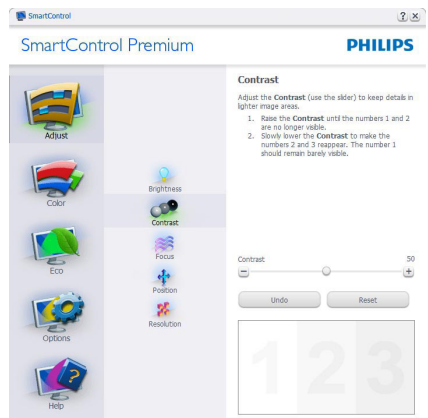 SmartControl
? ×
SmartControl Premium
PHILIPS
Adjust
Color
Eco
Options
Help
Brightness
Contrast
Focus
Position
Resolution
Contrast
Adjust the Contrast (use the slider) to keep details in
lighter image areas.
1. Raise the Contrast until the numbers 1 and 2
are no longer visible.
2. Slowly lower the Contrast to make the
numbers 2 and 3 reappear. The number 1
should remain barely visible.
Contrast 50
− +
Undo Reset
1 2 3